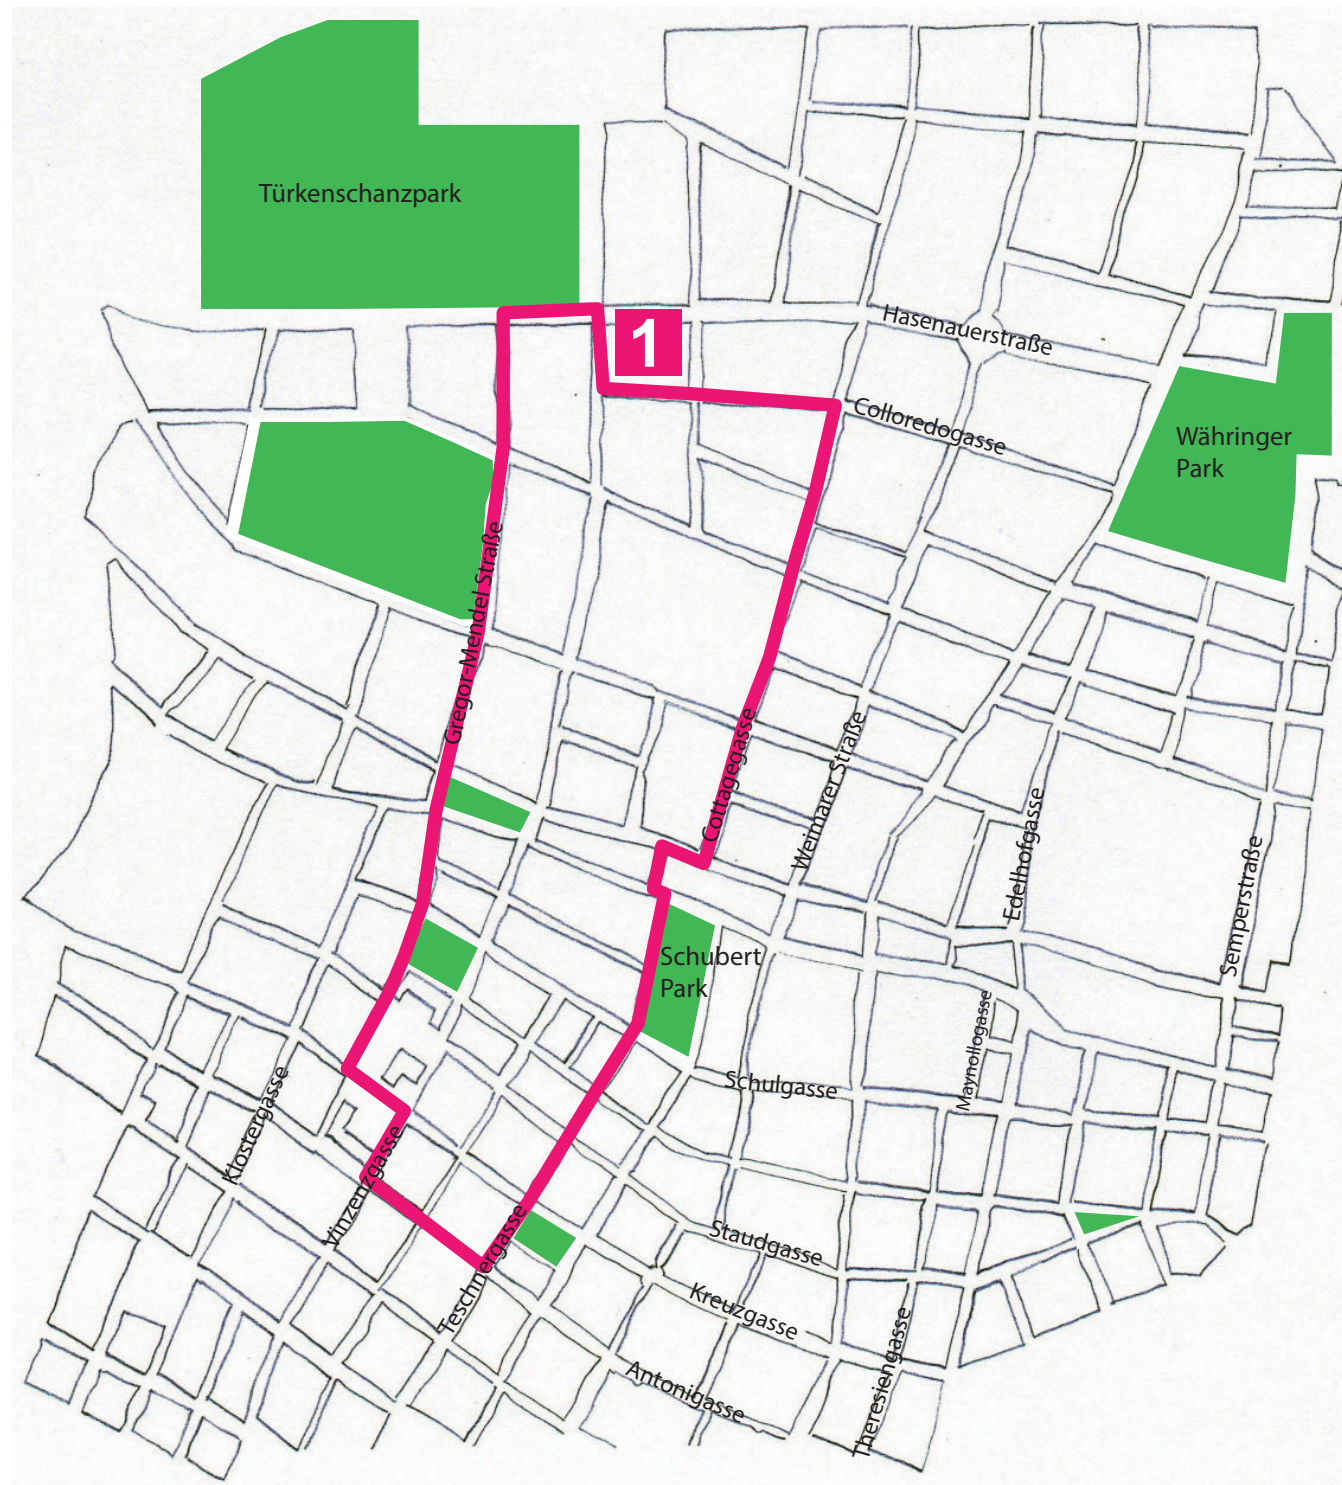 Türkenschanzpark
1
Hasenauerstraße
Colloredogasse
Währinger
Park
Gregor-Mendel Straße
Cottagegasse
Weimarer Straße
Edelhofgasse
Semperstraße
Schubert
Park
Maynollogasse
Schulgasse
Klostergasse
Vinzenzgasse
Teschnergasse
Staudgasse
Kreuzgasse
Antonigasse
Theresiengasse